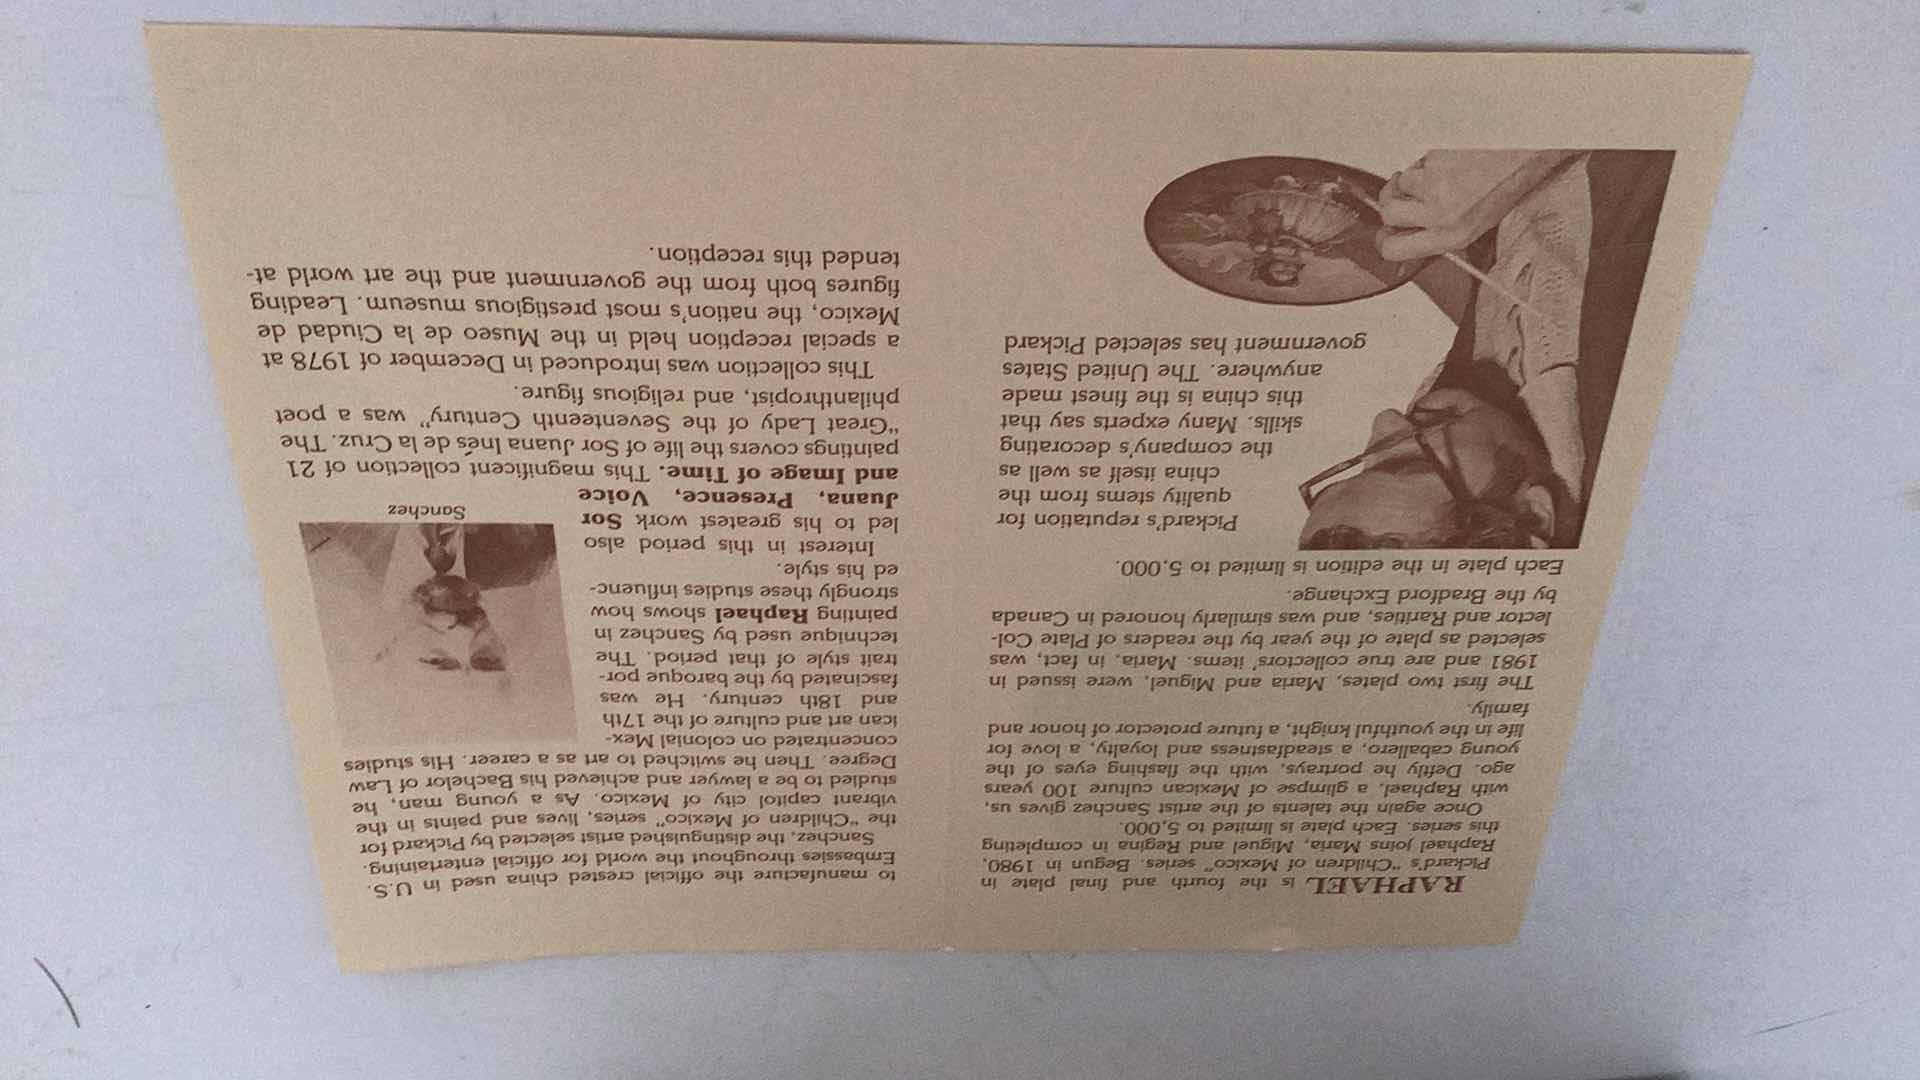 RAPHAEL is the fourth and final plate in
Pickard's "Children of Mexico" series. Begun in 1980,
Raphael joins Maria, Miguel and Regina in completing
this series. Each plate is limited to 5,000.
Once again the talents of the artist Sanchez gives us,
with Raphael, a glimpse of Mexican culture 100 years
ago. Deftly he portrays, with the flashing eyes of the
young caballero, a steadfastness and loyalty, a love for
life in the youthful knight, a future protector of honor and
family.
The first two plates, Maria and Miguel, were issued in
1981 and are true collectors' items. Maria, in fact, was
selected as plate of the year by the readers of Plate Col-
lector and Rarities, and was similarly honored in Canada
by the Bradford Exchange.
Each plate in the edition is limited to 5,000.
Pickard's reputation for
quality stems from the
china itself as well as
the company's decorating
skills. Many experts say that
this china is the finest made
anywhere. The United States
government has selected Pickard
to manufacture the official crested china used in U.S.
Embassies throughout the world for official entertaining.
Sanchez, the distinguished artist selected by Pickard for
the "Children of Mexico" series, lives and paints in the
vibrant capitol city of Mexico. As a young man, he
studied to be a lawyer and achieved his Bachelor of Law
Degree. Then he switched to art as a career. His studies
concentrated on colonial Mex-
ican art and culture of the 17th
and 18th century. He was
fascinated by the baroque por-
trait style of that period. The
technique used by Sanchez in
painting Raphael shows how
strongly these studies influenc-
ed his style.
Interest in this period also
led to his greatest work Sor
Juana, Presence, Voice
and Image of Time. This magnificent collection of 21
paintings covers the life of Sor Juana Inés de la Cruz. The
"Great Lady of the Seventeenth Century" was a poet
philanthropist, and religious figure.
This collection was introduced in December of 1978 at
a special reception held in the Museo de la Ciudad de
Mexico, the nation's most prestigious museum. Leading
figures both from the government and the art world at-
tended this reception.
Sanchez